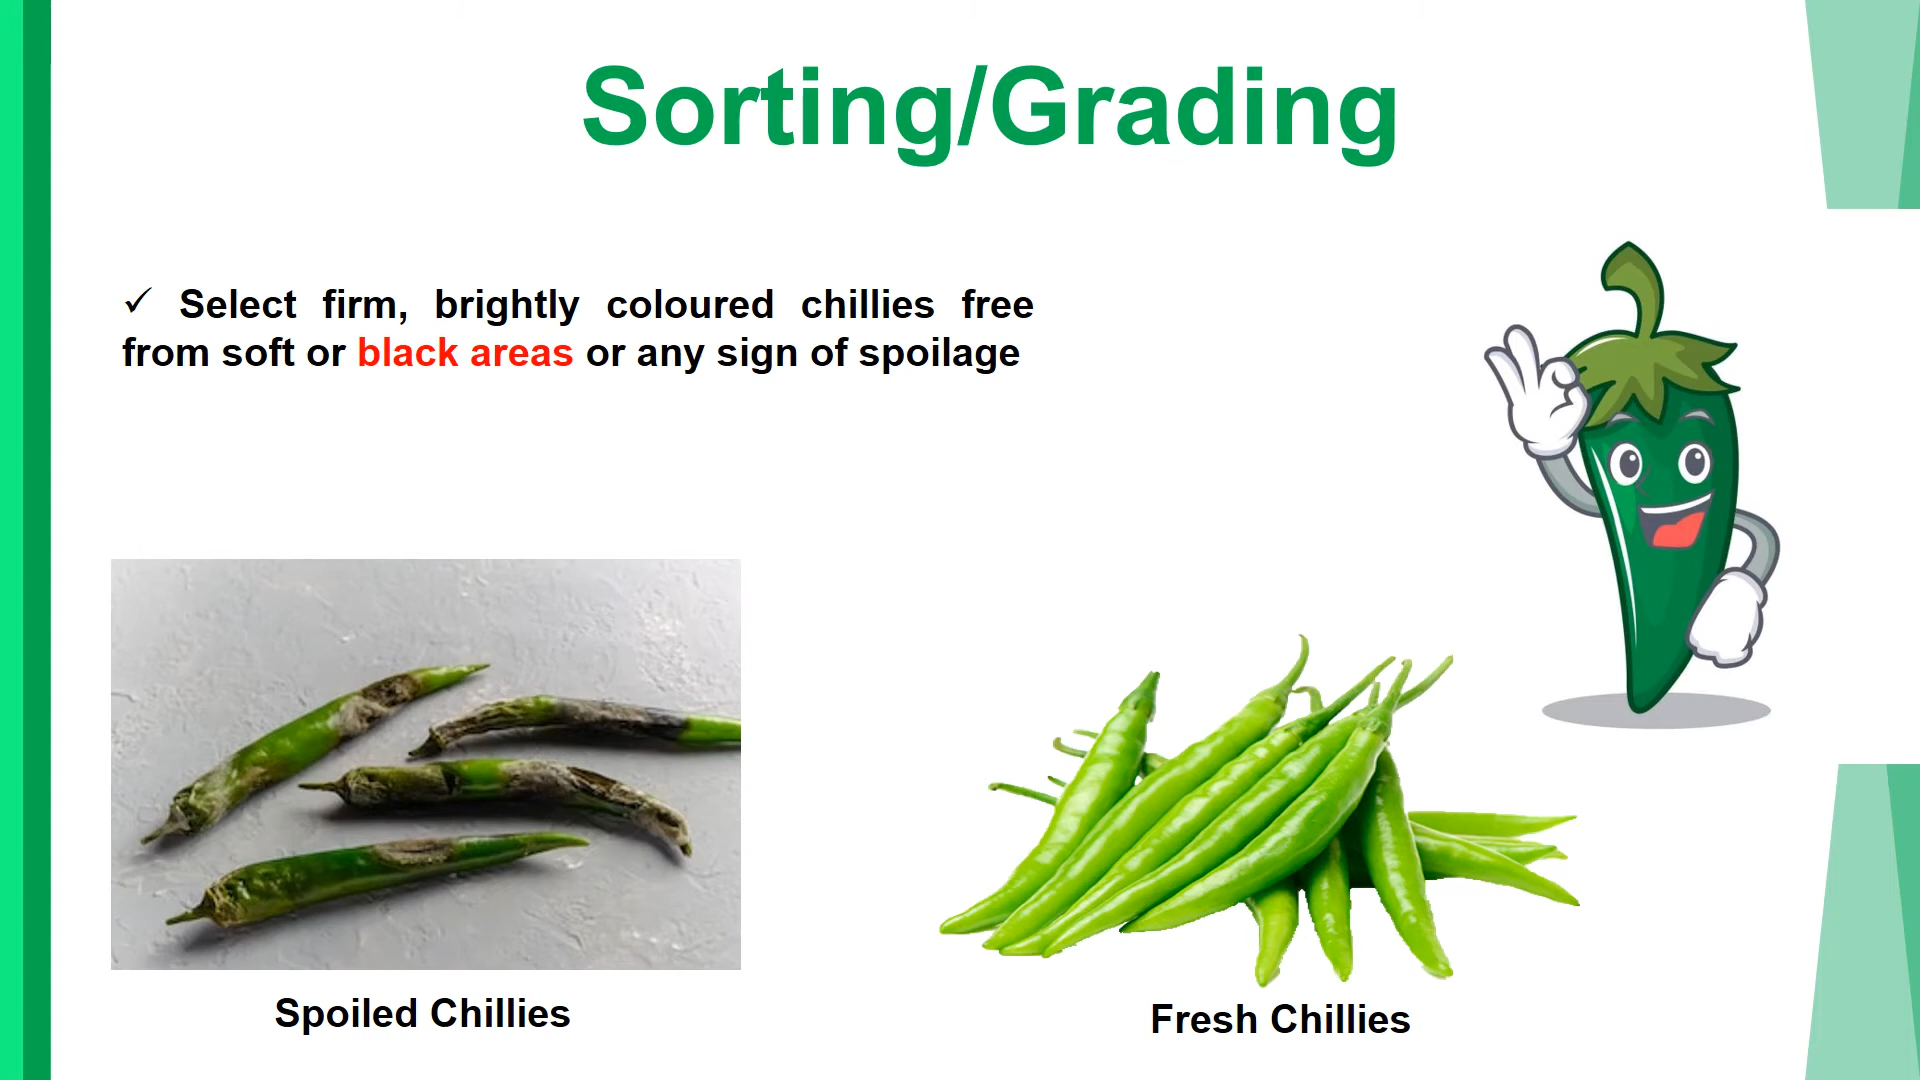 Sorting/Grading
✓ Select firm, brightly coloured chillies free
from soft or black areas or any sign of spoilage
Spoiled Chillies
Fresh Chillies